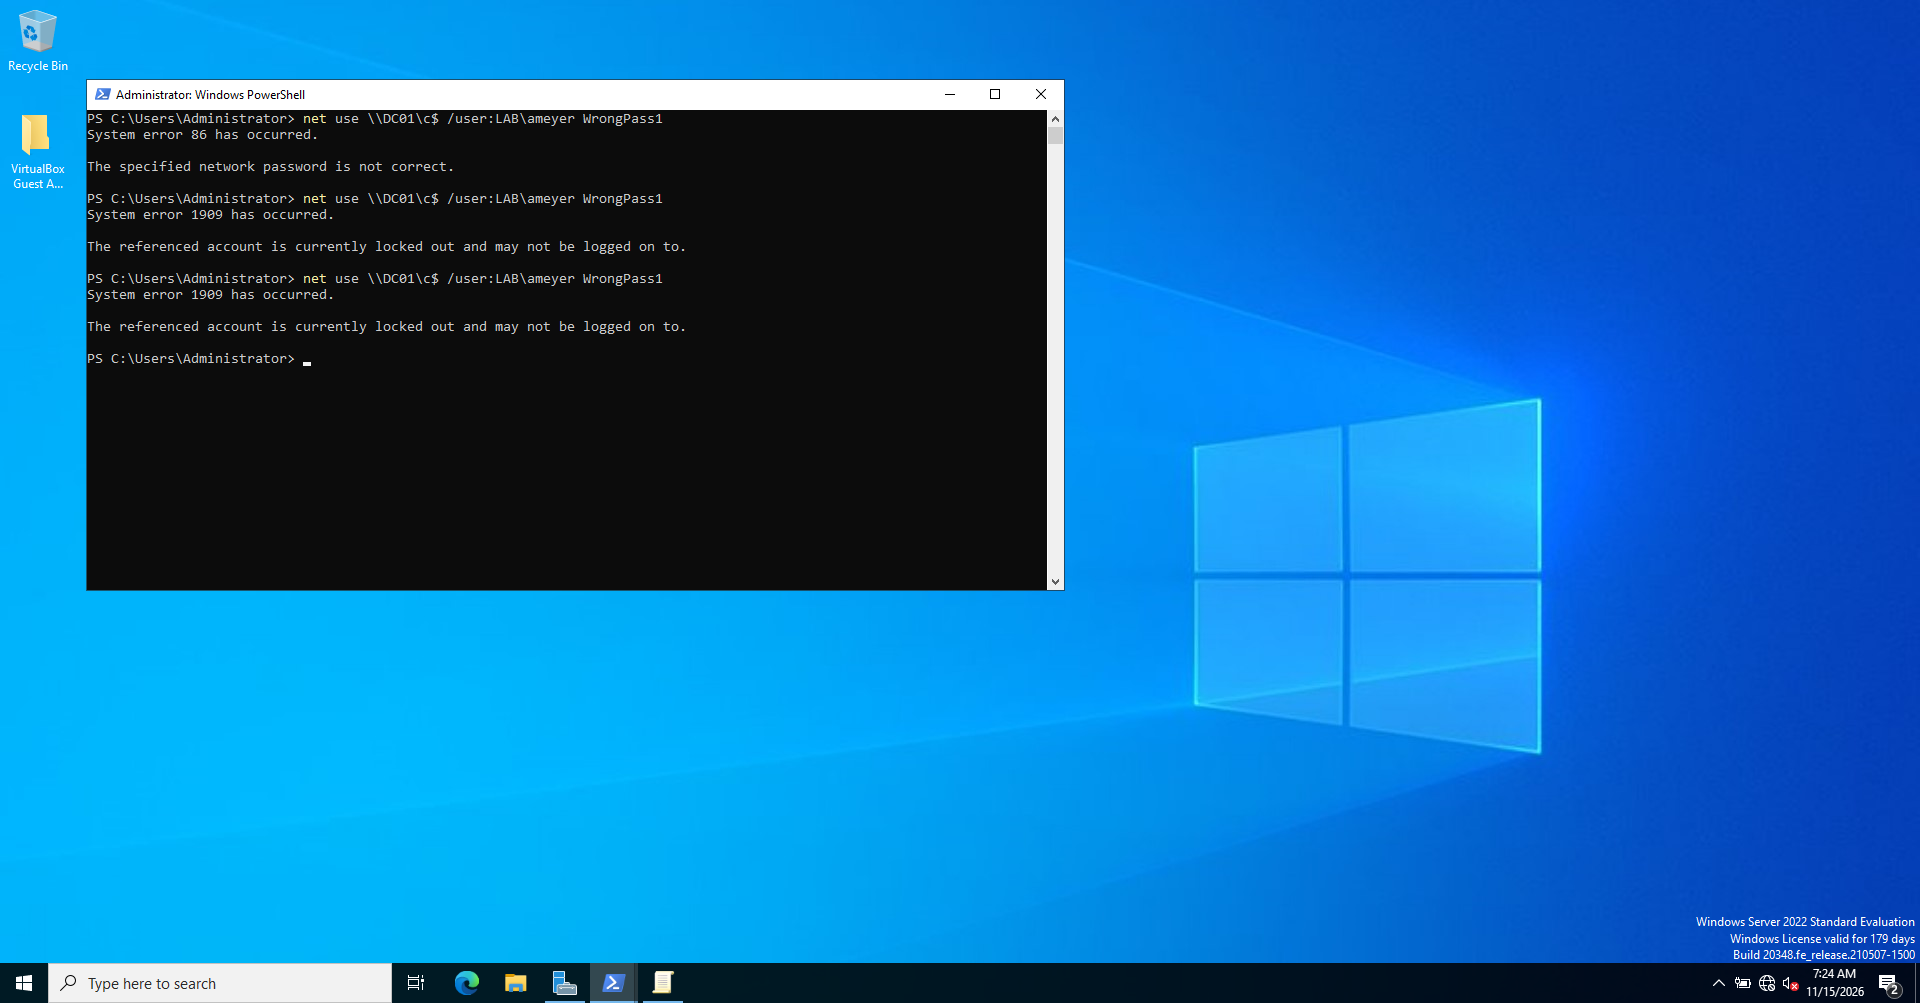 Recycle Bin
VirtualBox
Guest A...
Administrator: Windows PowerShell
PS C:\Users\Administrator> net use \\DC01\c$ /user:LAB\ameyer WrongPass1
System error 86 has occurred.
The specified network password is not correct.
PS C:\Users\Administrator> net use \\DC01\c$ /user:LAB\ameyer WrongPass1
System error 1909 has occurred.
The referenced account is currently locked out and may not be logged on to.
PS C:\Users\Administrator> net use \\DC01\c$ /user:LAB\ameyer WrongPass1
System error 1909 has occurred.
The referenced account is currently locked out and may not be logged on to.
PS C:\Users\Administrator>
Windows Server 2022 Standard Evaluation
Windows License valid for 179 days
Build 20348.fe_release.210507-1500
Type here to search
7:24 AM
11/15/2026
2